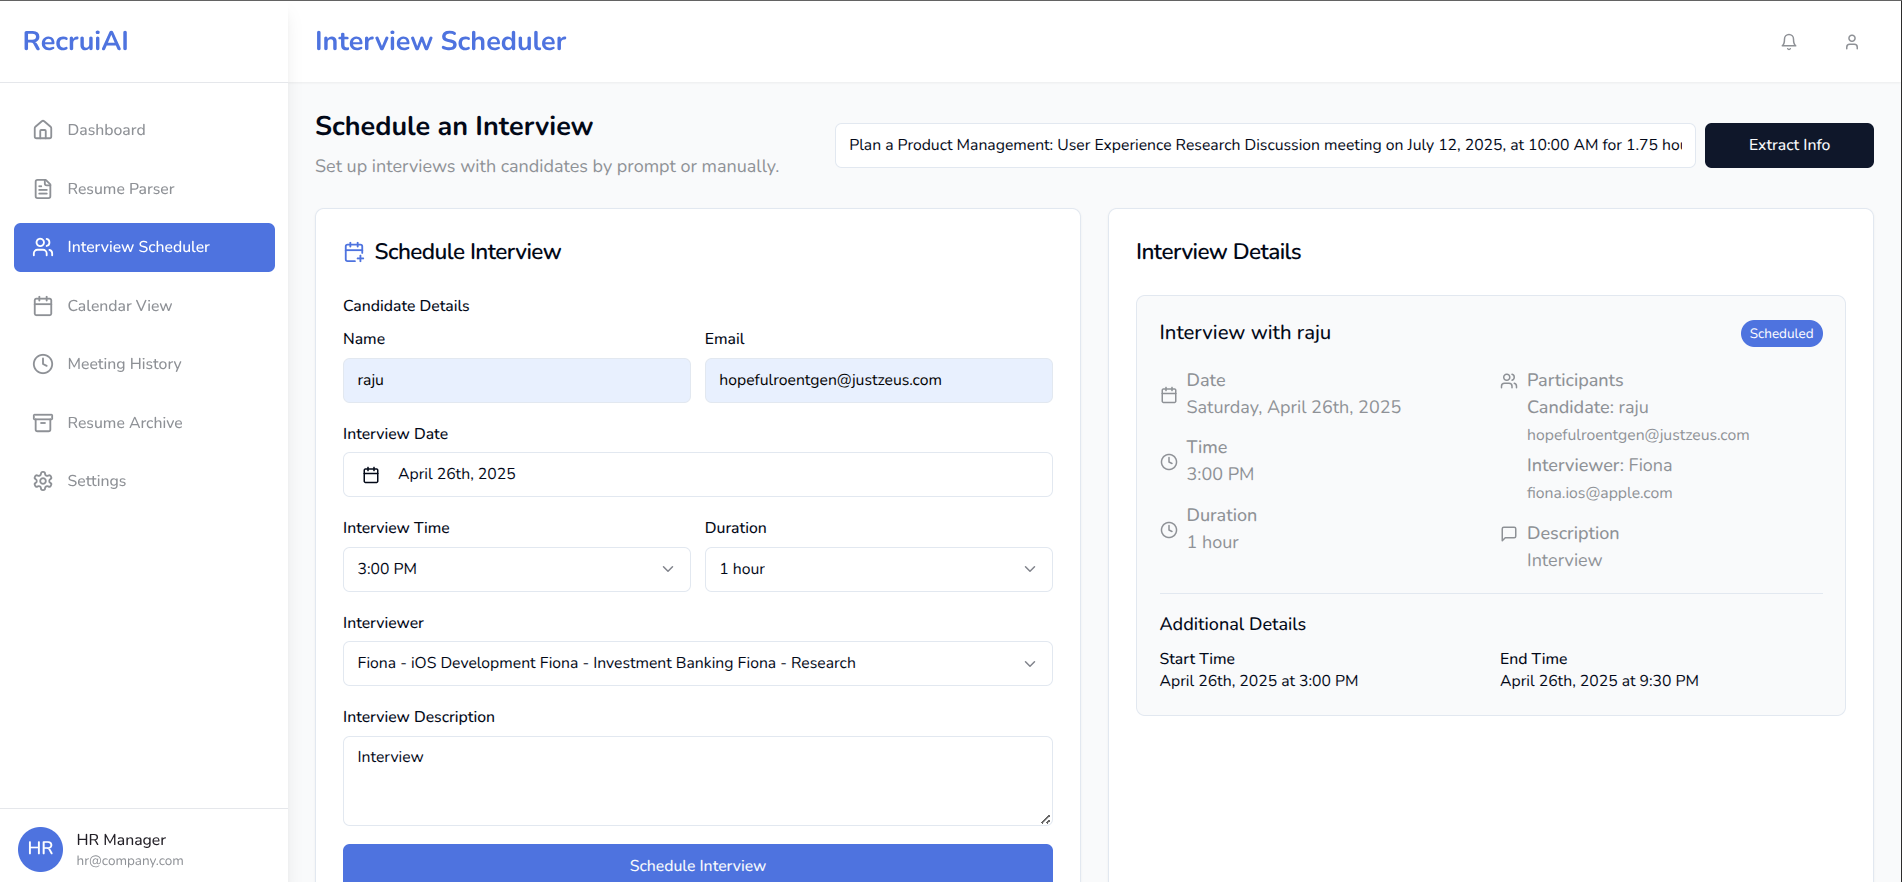 RecruiAI
Interview Scheduler
Dashboard
Resume Parser
Interview Scheduler
Calendar View
Meeting History
Resume Archive
Settings
HR
HR Manager
hr@company.com
Schedule an Interview
Set up interviews with candidates by prompt or manually.
Plan a Product Management: User Experience Research Discussion meeting on July 12, 2025, at 10:00 AM for 1.75
Extract Info
Schedule Interview
Candidate Details
Name
Email
raju
hopefulroentgen@justzeus.com
Interview Date
April 26th, 2025
Interview Time
Duration
3:00 PM
1 hour
Interviewer
Fiona - iOS Development Fiona - Investment Banking Fiona - Research
Interview Description
Interview
Schedule Interview
Interview Details
Interview with raju
Scheduled
Date
Saturday, April 26th, 2025
Time
3:00 PM
Duration
1 hour
Participants
Candidate: raju
hopefulroentgen@justzeus.com
Interviewer: Fiona
fiona.ios@apple.com
Description
Interview
Additional Details
Start Time
April 26th, 2025 at 3:00 PM
End Time
April 26th, 2025 at 9:30 PM